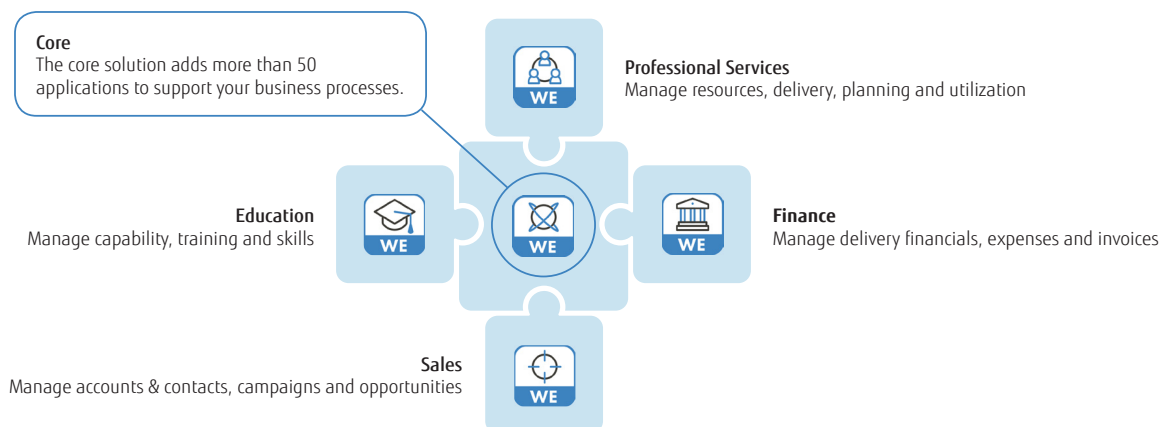 Core
The core solution adds more than 50
applications to support your business processes.
WE
Professional Services
Manage resources, delivery, planning and utilization
Education
Manage capability, training and skills
WE
WE
WE
Finance
Manage delivery financials, expenses and invoices
Sales
Manage accounts & contacts, campaigns and opportunities
WE